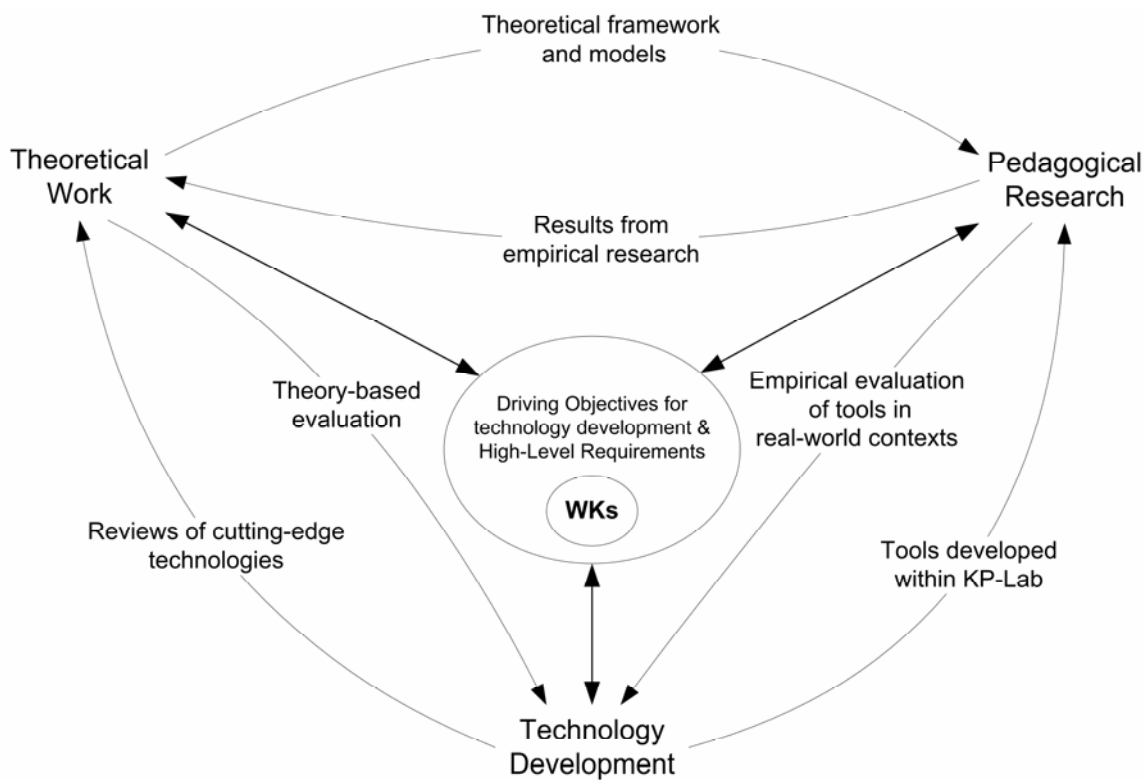 Theoretical framework
and models
Theoretical
Work
Pedagogical
Research
Results from
empirical research
Theory-based
evaluation
Driving Objectives for
technology development &
High-Level Requirements
WKs
Empirical evaluation
of tools in
real-world contexts
Reviews of cutting-edge
technologies
Tools developed
within KP-Lab
Technology
Development